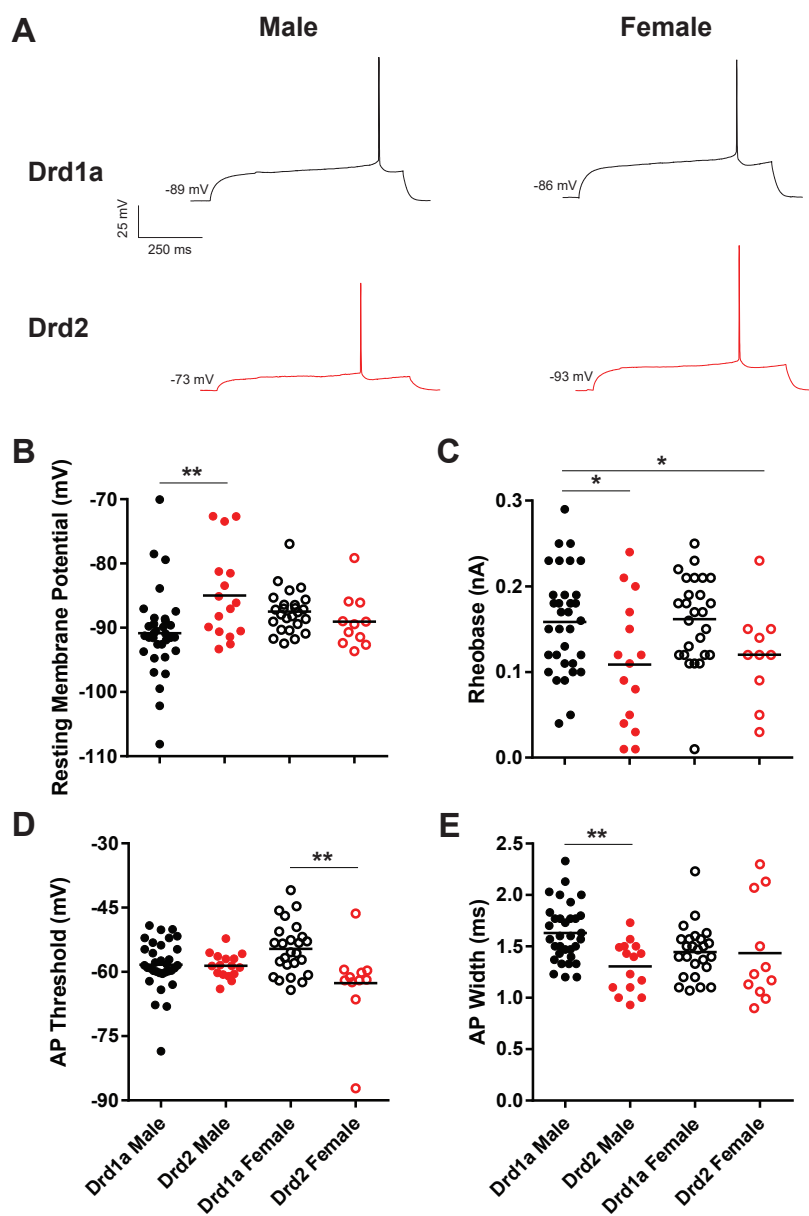 A
Male
Female
Drd1a
-89 mV
-86 mV
25 mV
250 ms
Drd2
-73 mV
-93 mV
B
Resting Membrane Potential (mV)
-70
-80
-90
-100
-110
**
C
Rheobase (nA)
0.3
0.2
0.1
0.0
*
*
D
AP Threshold (mV)
-30
-45
-60
-75
-90
**
Drd1a Male
Drd2 Male
Drd1a Female
Drd2 Female
E
AP Width (ms)
2.5
2.0
1.5
1.0
0.5
0.0
**
Drd1a Male
Drd2 Male
Drd1a Female
Drd2 Female